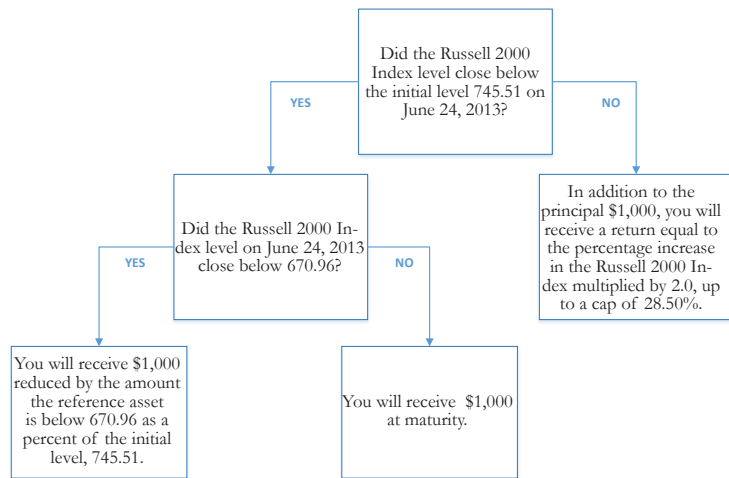 Did the Russell 2000
Index level close below
the initial level 745.51 on
June 24, 2013?
YES
NO
Did the Russell 2000 In-
dex level on June 24, 2013
close below 670.96?
In addition to the
principal $1,000, you will
receive a return equal to
the percentage increase
in the Russell 2000 In-
dex multiplied by 2.0, up
to a cap of 28.50%.
YES
NO
You will receive $1,000
reduced by the amount
the reference asset
is below 670.96 as a
percent of the initial
level, 745.51.
You will receive $1,000
at maturity.